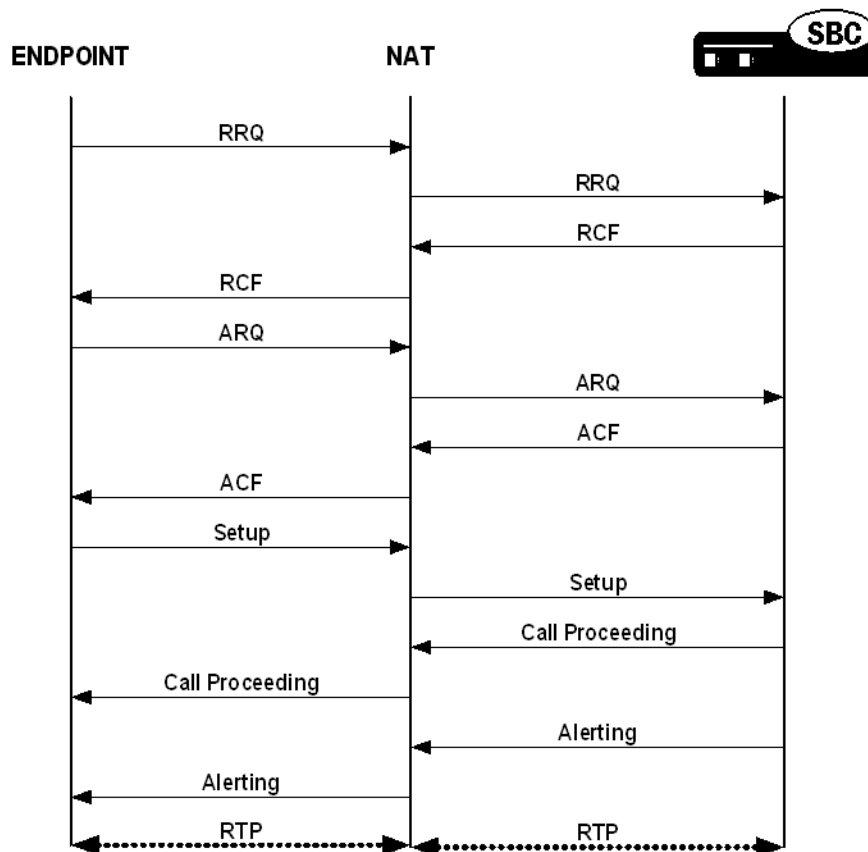 SBC
ENDPOINT
NAT
RRQ
RRQ
RCF
RCF
ARQ
ARQ
ACF
ACF
Setup
Setup
Call Proceeding
Call Proceeding
Alerting
Alerting
RTP
RTP